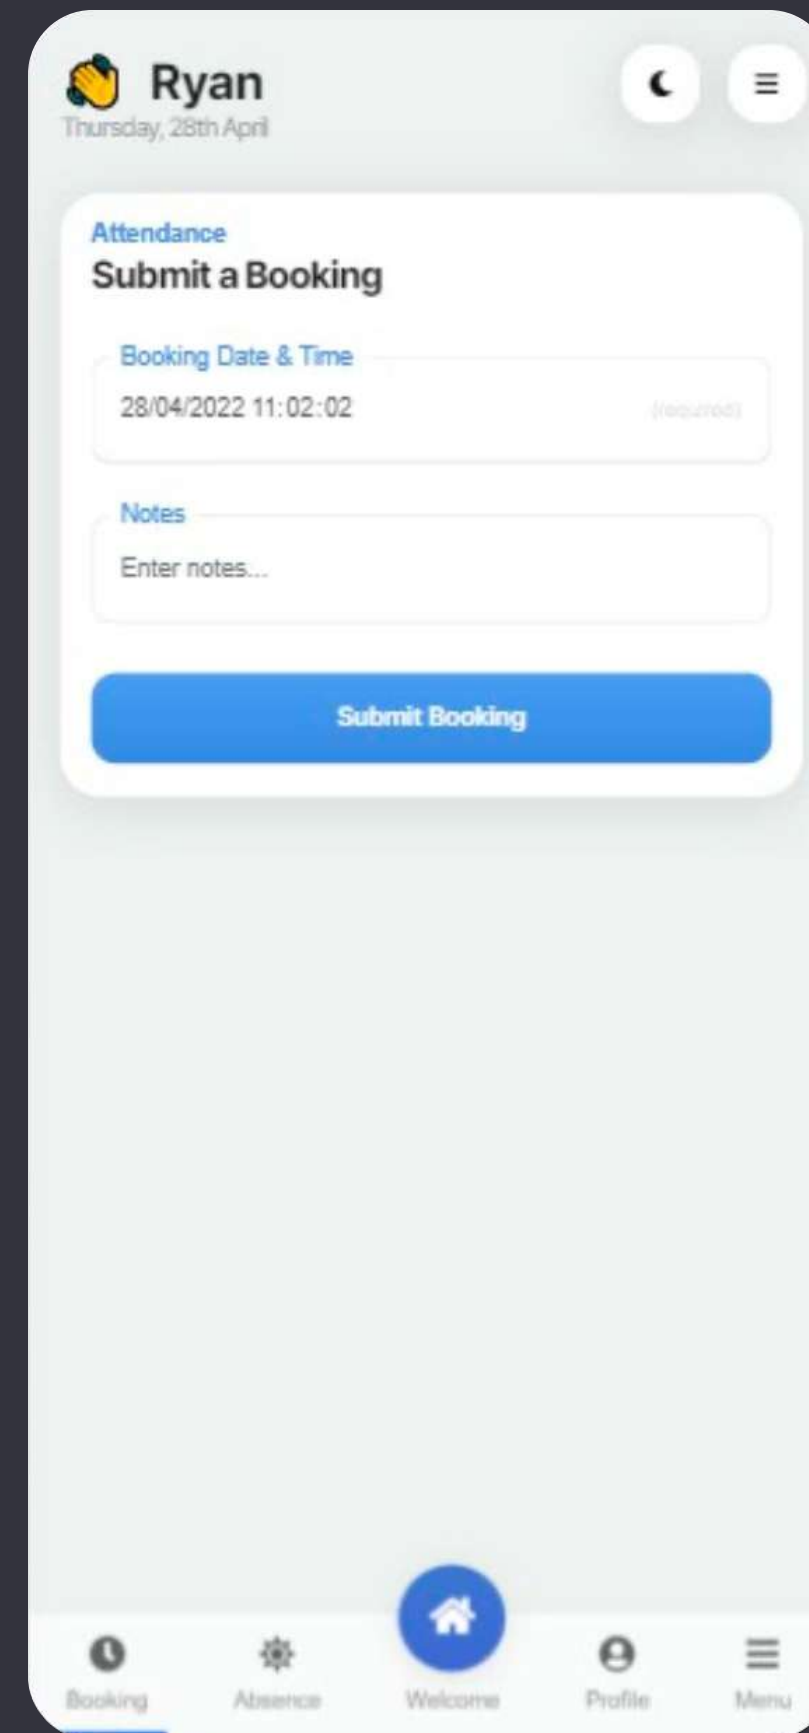 Ryan
Thursday, 28th April
Attendance
Submit a Booking
Booking Date & Time
28/04/2022 11:02:02
(required)
Notes
Enter notes...
Submit Booking
Booking
Absence
Welcome
Profile
Menu